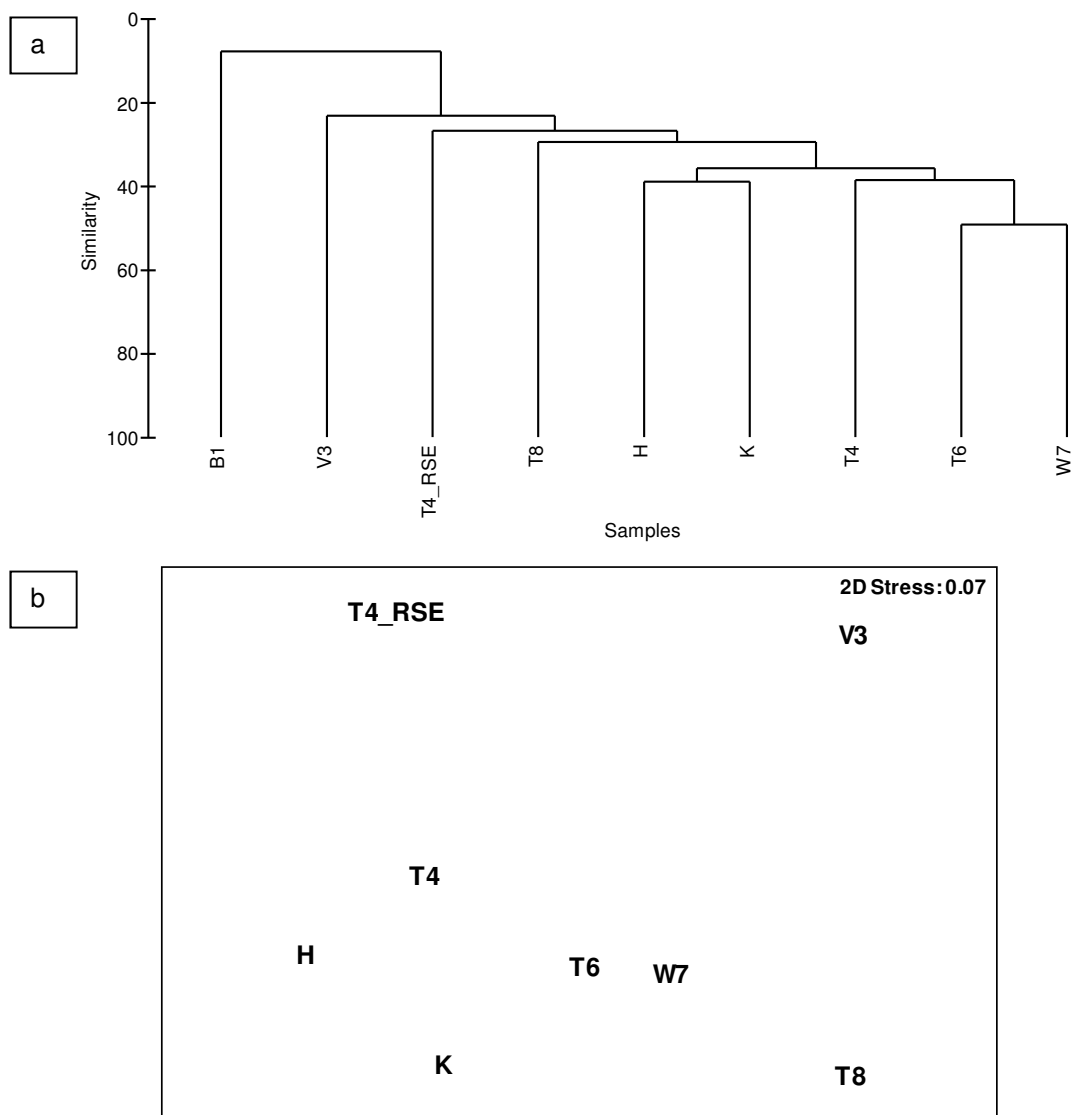 a
0
20
40
60
80
100
Similarity
B1
V3
T4_RSE
T8
H
K
T4
T6
W7
Samples
b
2D Stress: 0.07
T4_RSE
V3
T4
H
T6
W7
K
T8